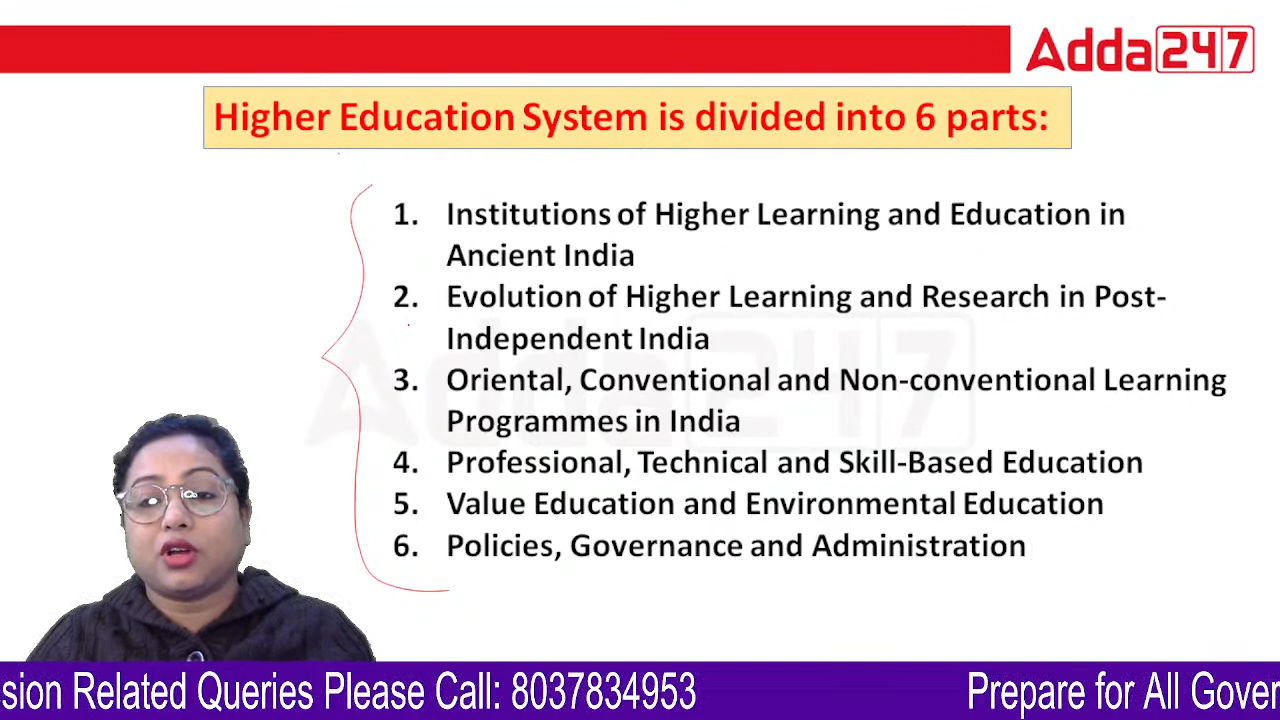 Adda247
Higher Education System is divided into 6 parts:
1. Institutions of Higher Learning and Education in
Ancient India
2. Evolution of Higher Learning and Research in Post-
Independent India
3. Oriental, Conventional and Non-conventional Learning
Programmes in India
4. Professional, Technical and Skill-Based Education
5. Value Education and Environmental Education
6. Policies, Governance and Administration
Adda247
sion Related Queries Please Call: 8037834953 Prepare for All Gover